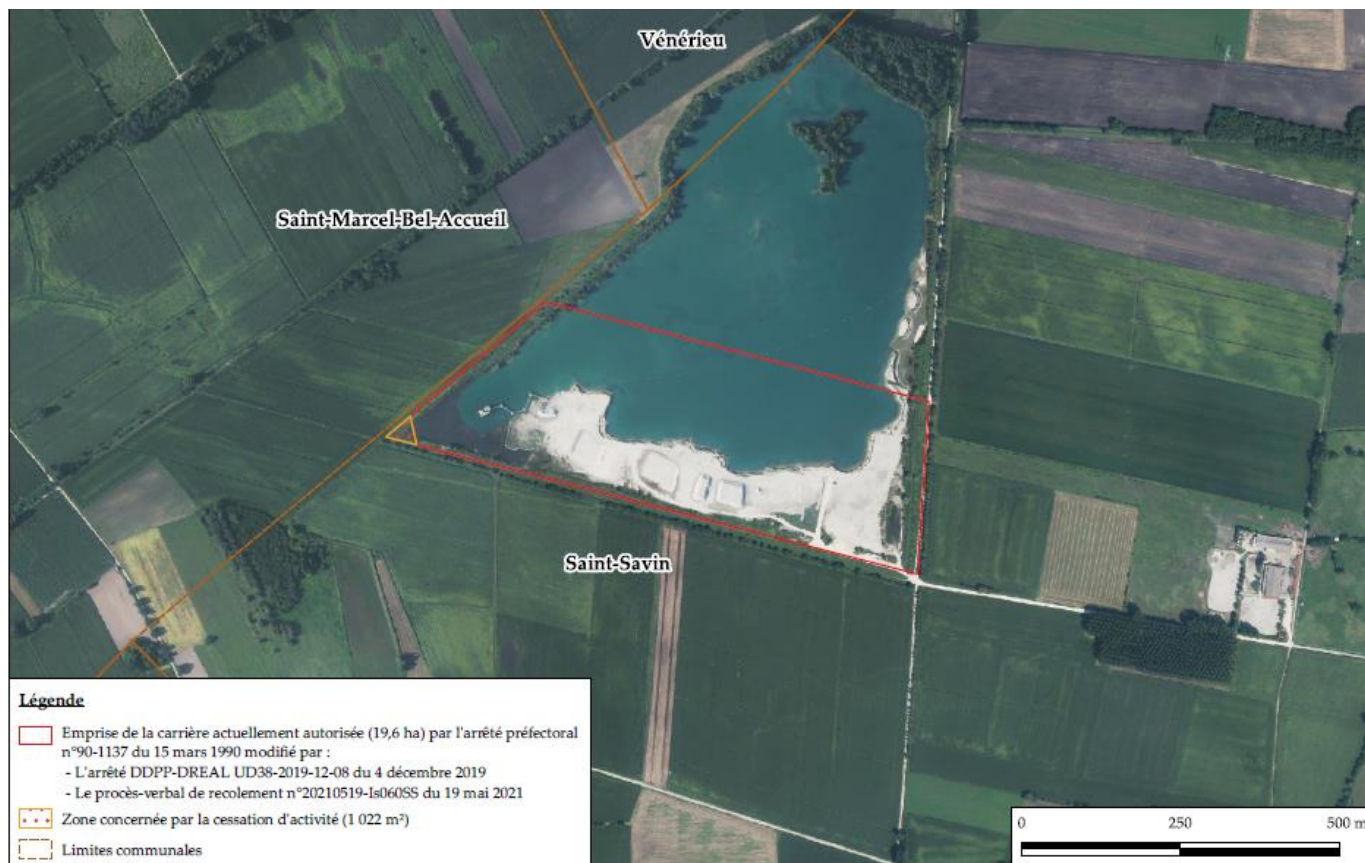 Vénérieu
Saint-Marcel-Bel-Accueil
Saint-Savin
Légende
Emprise de la carrière actuellement autorisée (19,6 ha) par l'arrêté préfectoral
n°90-1137 du 15 mars 1990 modifié par :
- L'arrêté DDPP-DREAL UD38-2019-12-08 du 4 décembre 2019
- Le procès-verbal de recolement n°20210519-Is060SS du 19 mai 2021
Zone concernée par la cessation d'activité (1 022 m²)
Limites communales
0 250 500 m